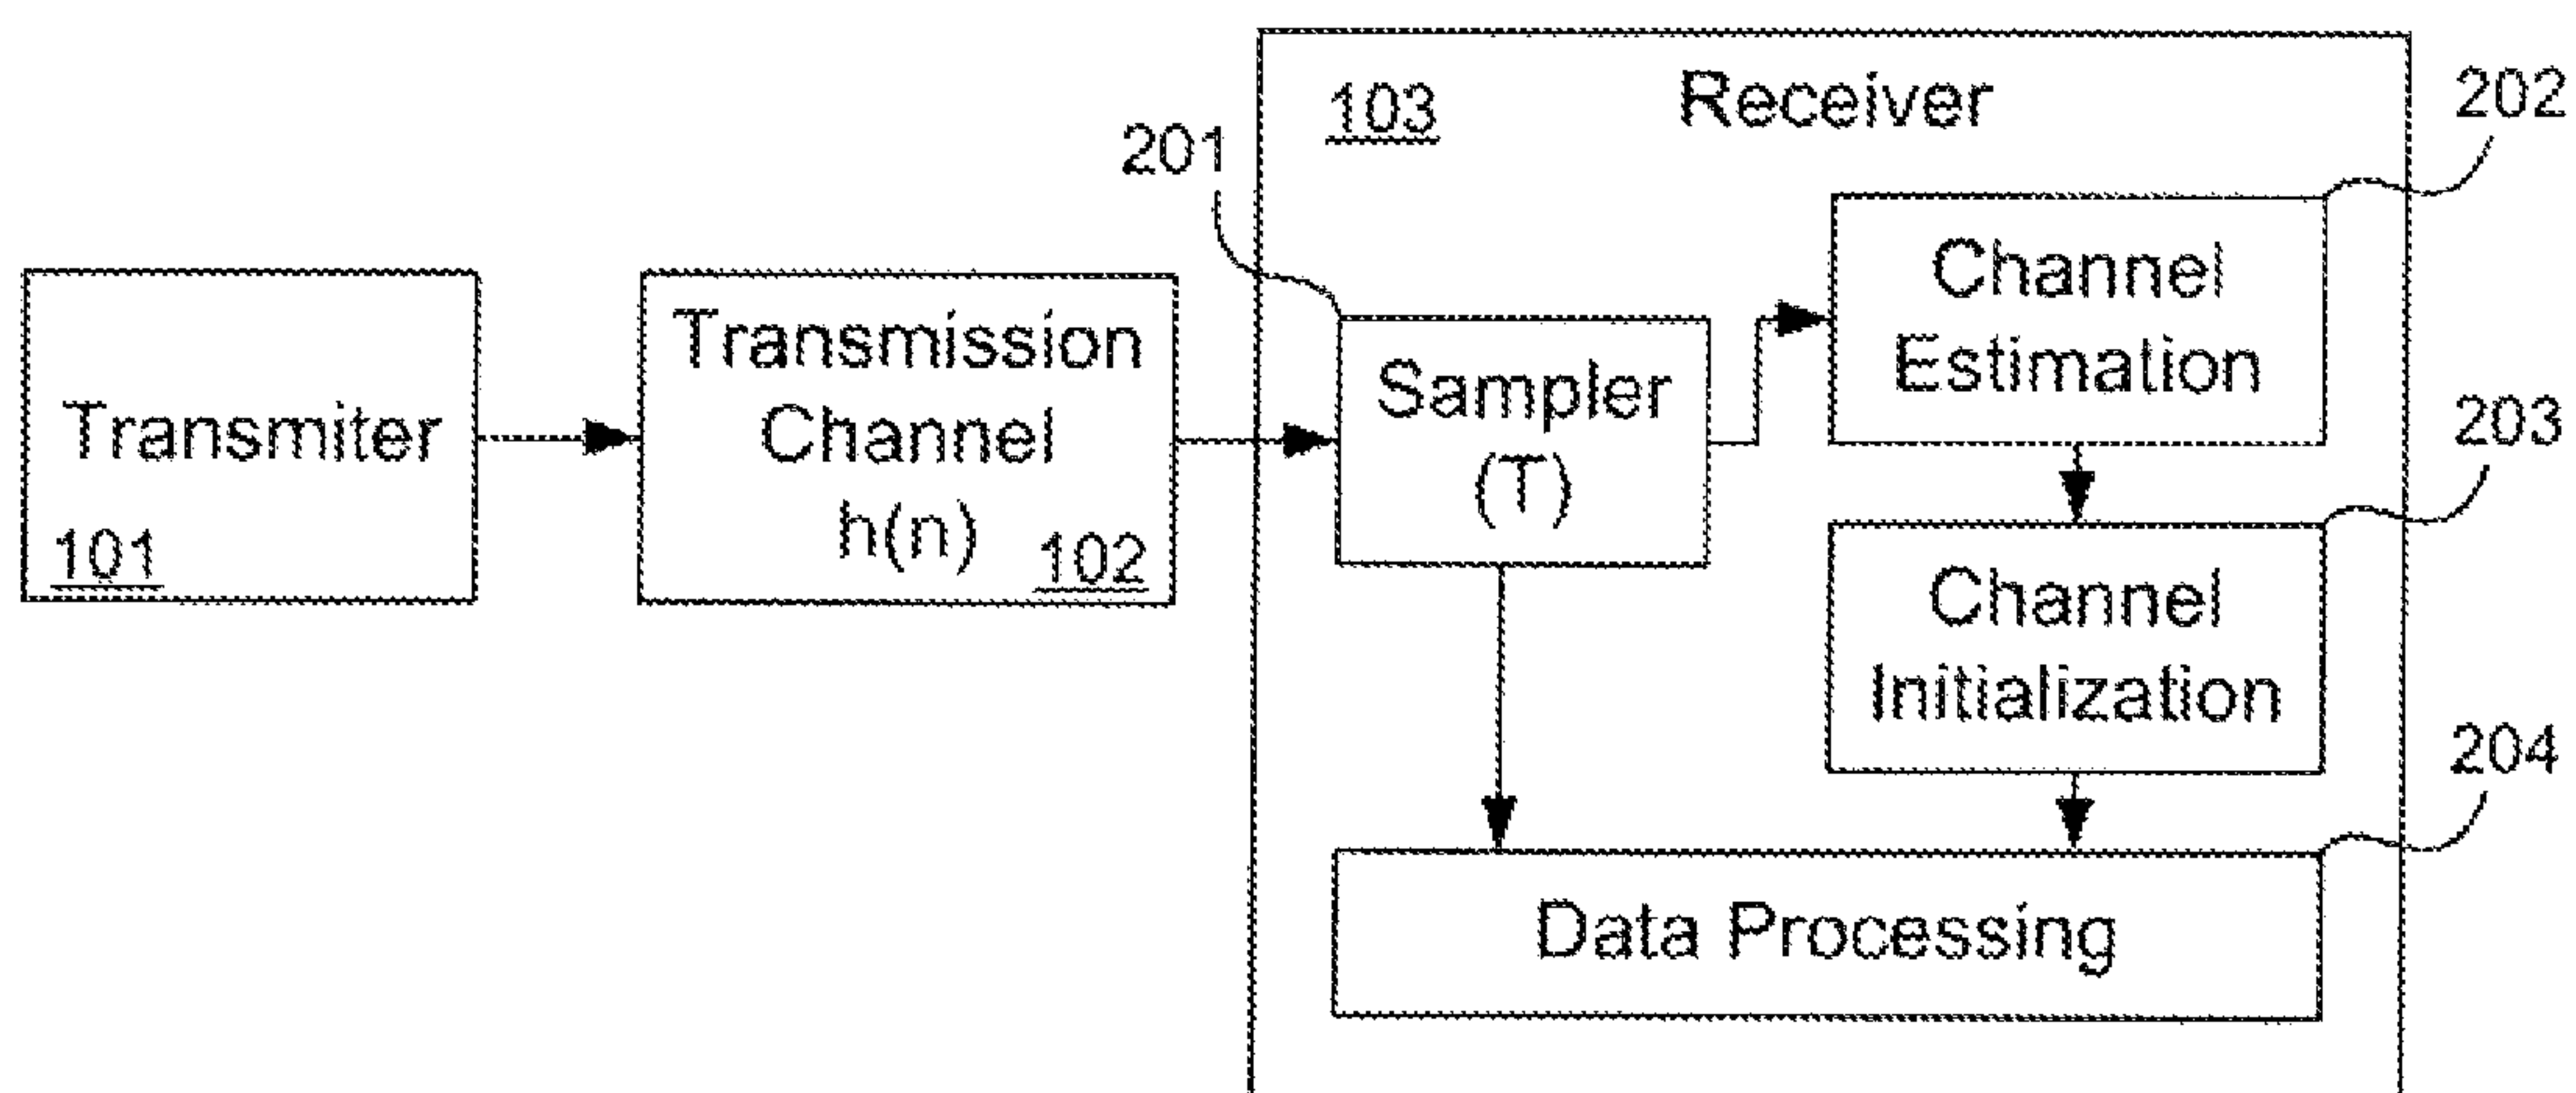 Transmiter
101
Transmission
Channel
h(n)
102
103
Receiver
201
Sampler
(T)
202
Channel
Estimation
203
Channel
Initialization
204
Data Processing